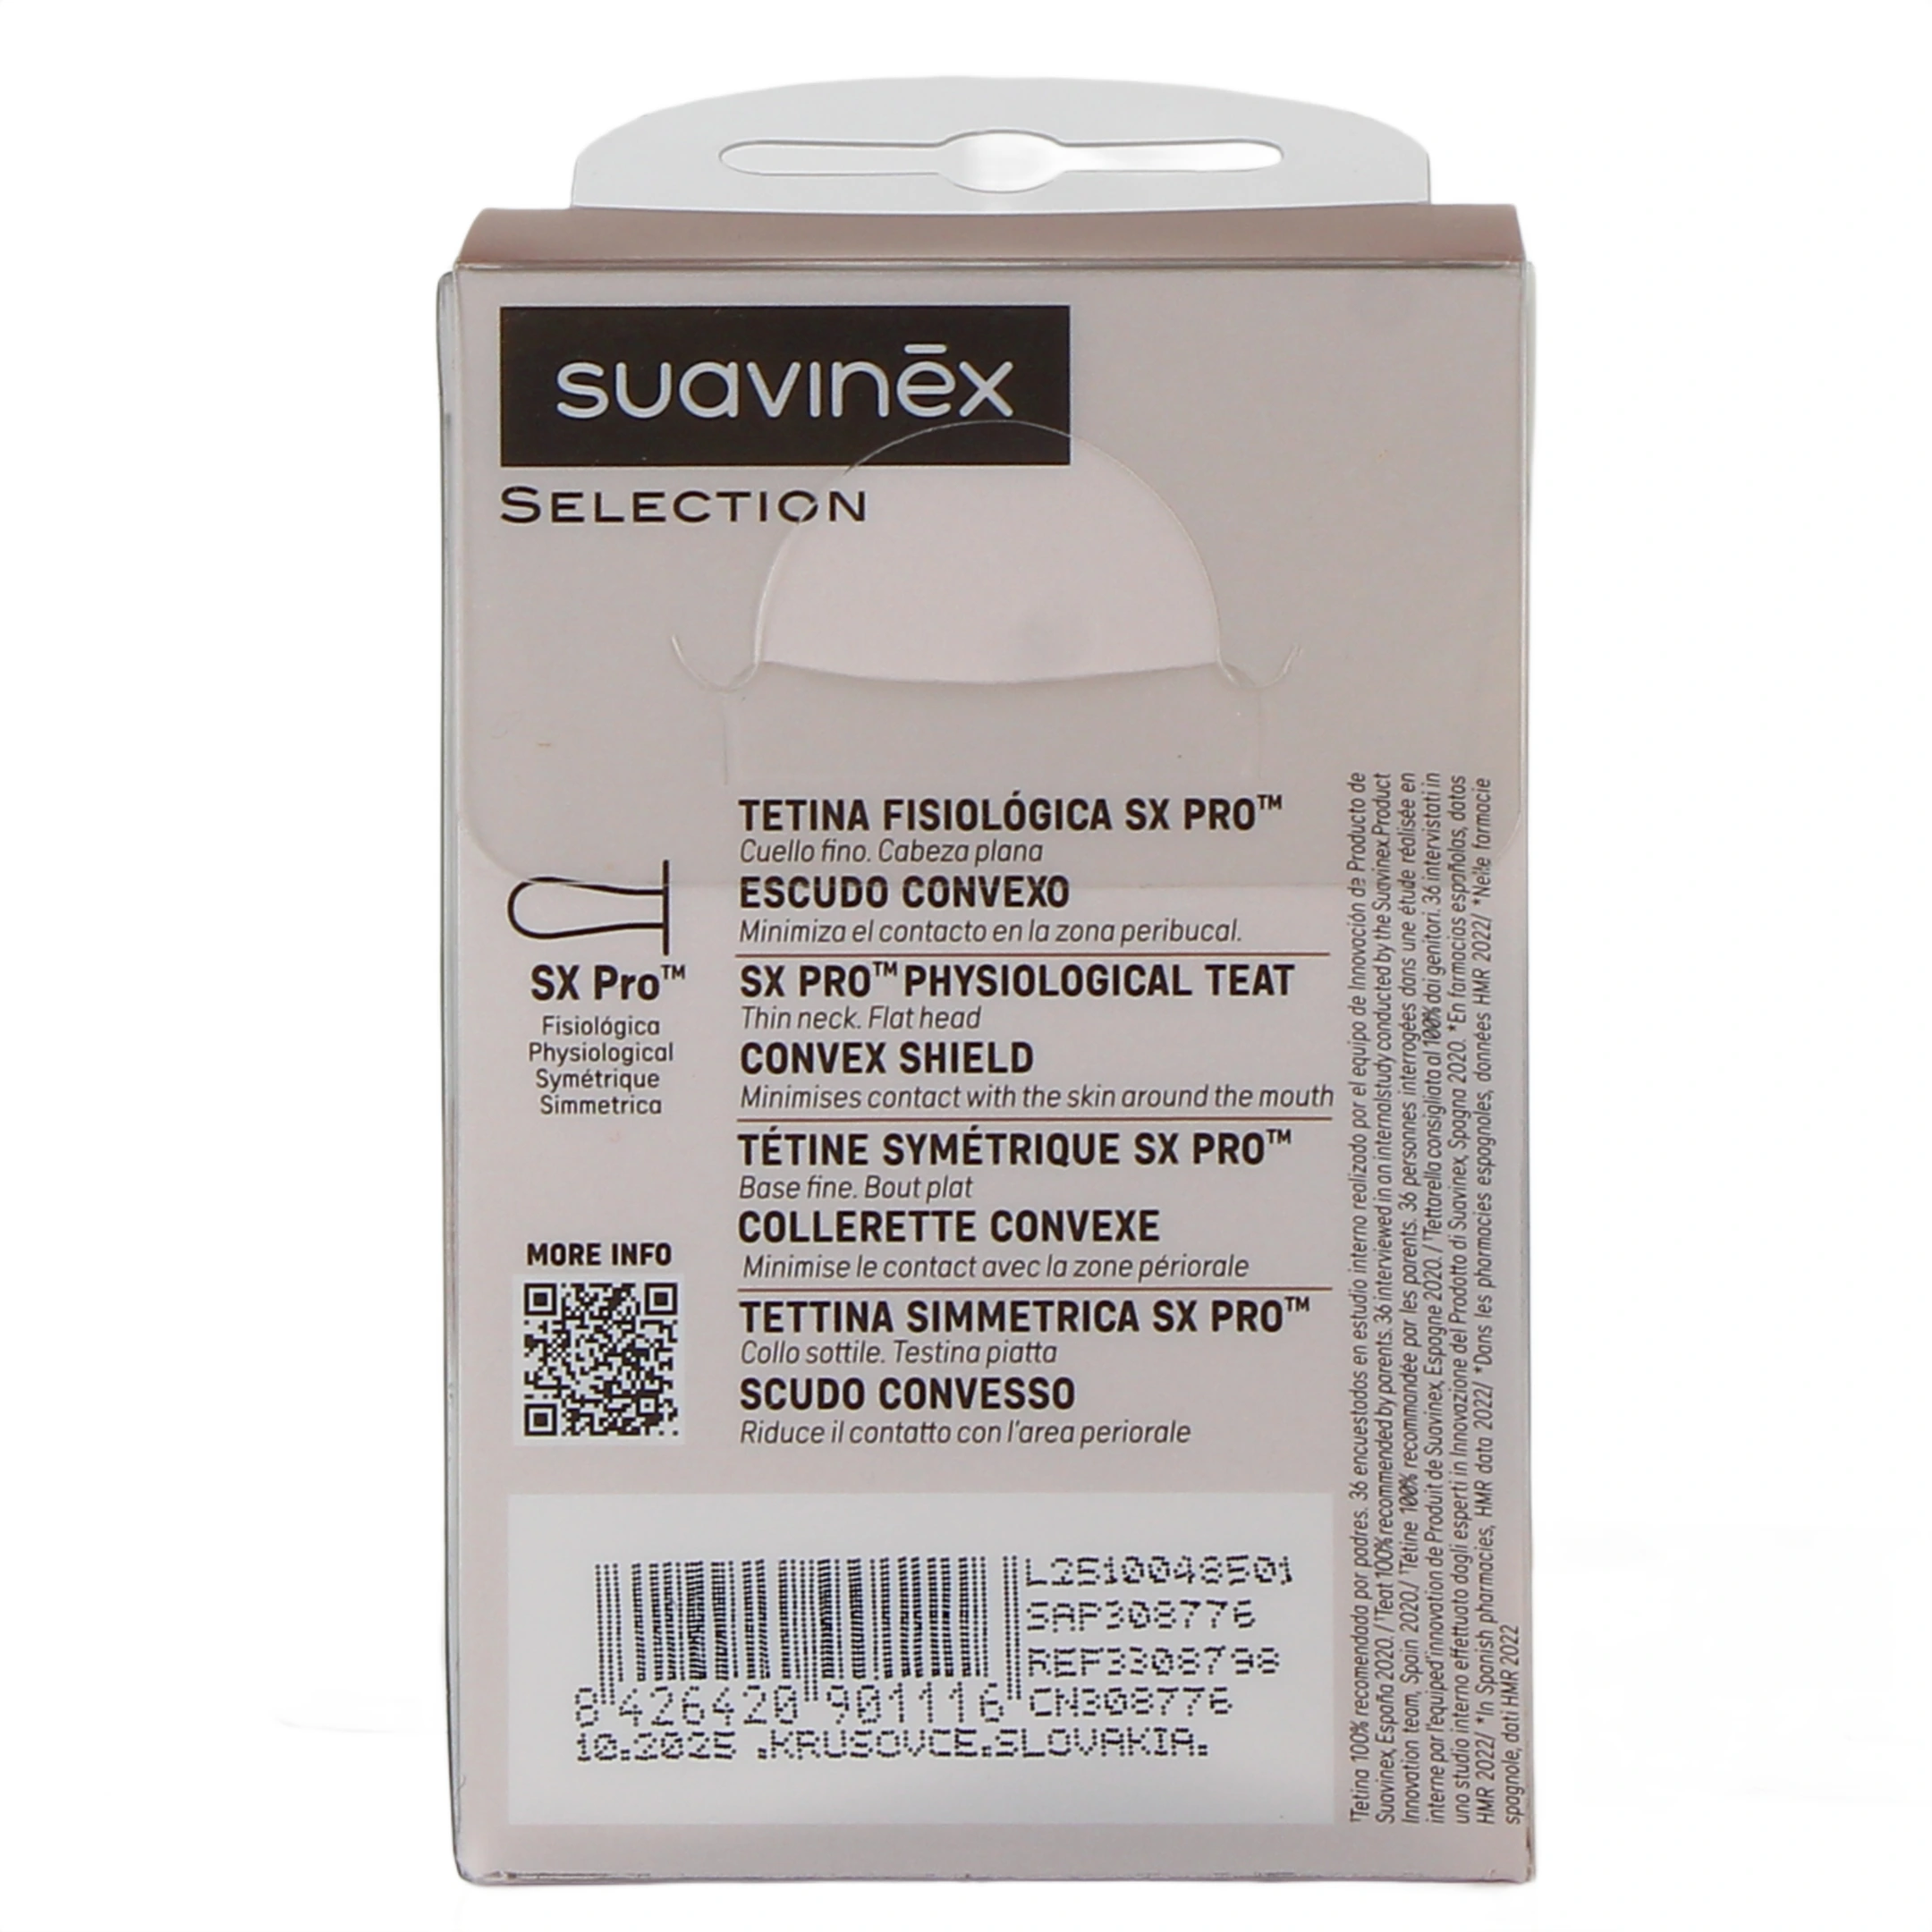 suavinēx
SELECTION
TETINA FISIOLÓGICA SX PRO™
Cuello fino. Cabeza plana
ESCUDO CONVEXO
Minimiza el contacto en la zona peribucal.
SX PRO™ PHYSIOLOGICAL TEAT
Thin neck. Flat head
CONVEX SHIELD
Minimises contact with the skin around the mouth
TÉTINE SYMÉTRIQUE SX PRO™
Base fine. Bout plat
COLLERETTE CONVEXE
Minimise le contact avec la zone périorale
TETTINA SIMMETRICA SX PRO™
Collo sottile. Testina piatta
SCUDO CONVESSO
Riduce il contatto con l'area periorale
SX Pro™
Fisiológica
Physiological
Symétrique
Simmetrica
MORE INFO
L2510048501
SAP308776
REF3308798
CN308776
8 426420 901116
10.2025 .KRUSOVCE.SLOVAKIA.
¹Tetina 100% recomendada por padres. 36 encuestados en estudio interno realizado por el equipo de Innovación de Producto de
Suavinex, España 2020. / ¹Teat 100% recommended by parents. 36 interviewed in an internal study conducted by the Suavinex Product
Innovation team, Spain 2020./ ¹Tétine 100% recommandée par les parents. 36 personnes interrogées dans une étude réalisée en
interne par l'équipe d'innovation de Produit de Suavinex, Espagne 2020. / ¹Tettarella consigliata al 100% dai genitori. 36 intervistati in
uno studio interno effettuato dagli esperti in Innovazione del Prodotto di Suavinex, Spagna 2020. *En farmacias españolas, datos
HMR 2022/ *In Spanish pharmacies, HMR data 2022/ *Dans les pharmacies espagnoles, données HMR 2022/ *Nelle farmacie
spagnole, dati HMR 2022